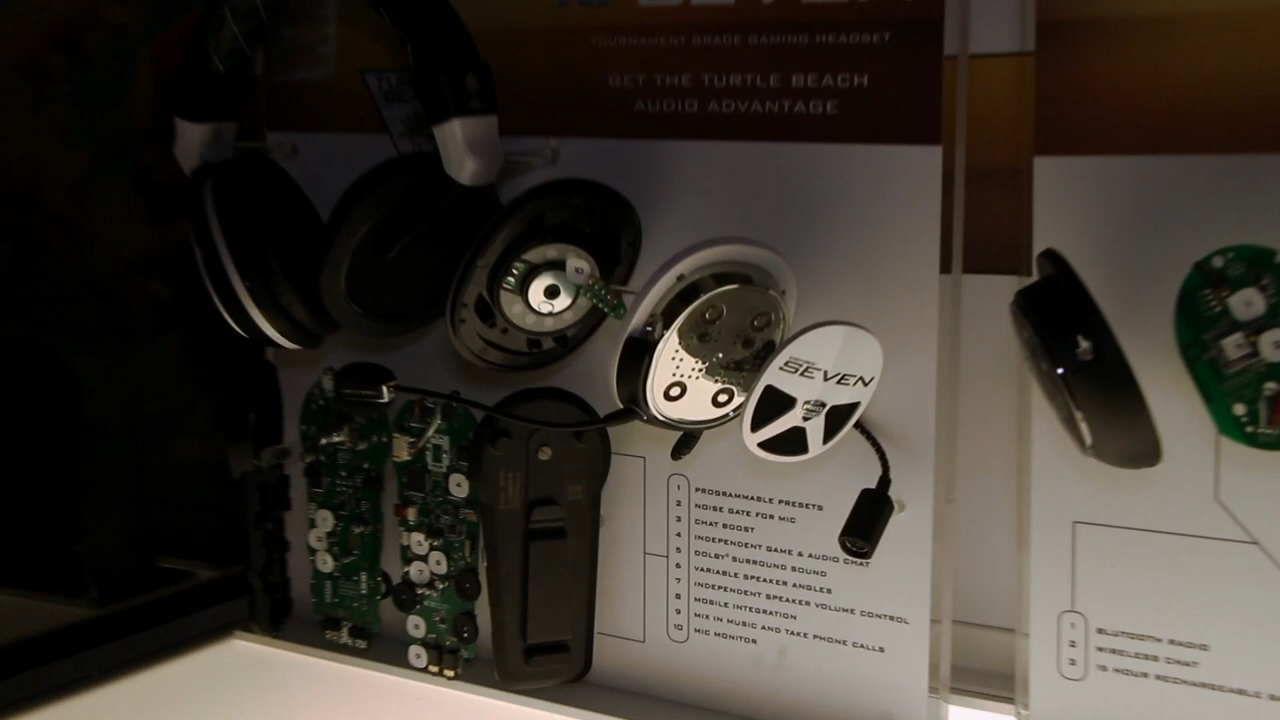 SEVEN
TOURNAMENT GRADE GAMING HEADSET
GET THE TURTLE BEACH
AUDIO ADVANTAGE
SEVEN
1 PROGRAMMABLE PRESETS
2 NOISE GATE FOR MIC
3 CHAT BOOST
4 INDEPENDENT GAME & AUDIO CHAT
5 DOLBY® SURROUND SOUND
6 VARIABLE SPEAKER ANGLES
7 INDEPENDENT SPEAKER VOLUME CONTROL
8 MOBILE INTEGRATION
9 MIX IN MUSIC AND TAKE PHONE CALLS
10 MIC MONITOR
1 BLUTOOTH RADIO
2 WIRELESS CHAT
3 15 HOUR RECHARGEABLE